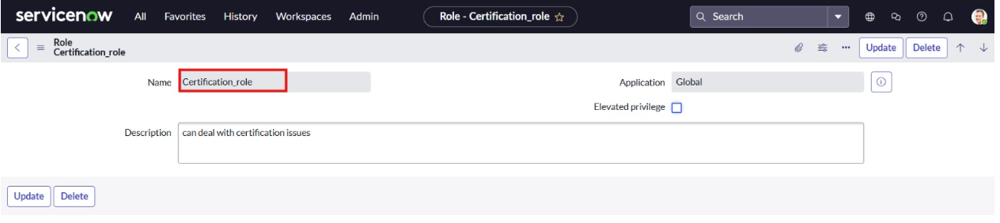 servicenow All Favorites History Workspaces Admin Role - Certification_role Search
Role
Certification_role Update Delete
Name Certification_role Application Global
Elevated privilege
Description can deal with certification issues
Update Delete